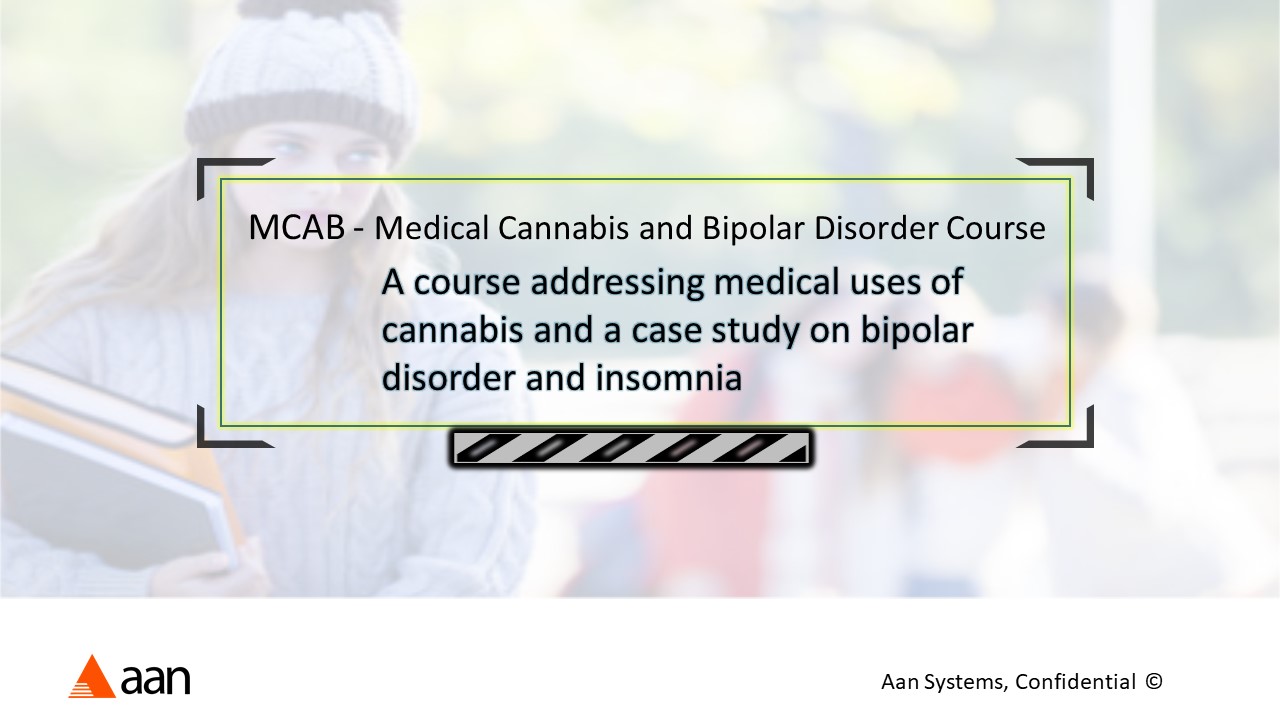 MCAB - Medical Cannabis and Bipolar Disorder Course
A course addressing medical uses of
cannabis and a case study on bipolar
disorder and insomnia
aan
Aan Systems, Confidential ©